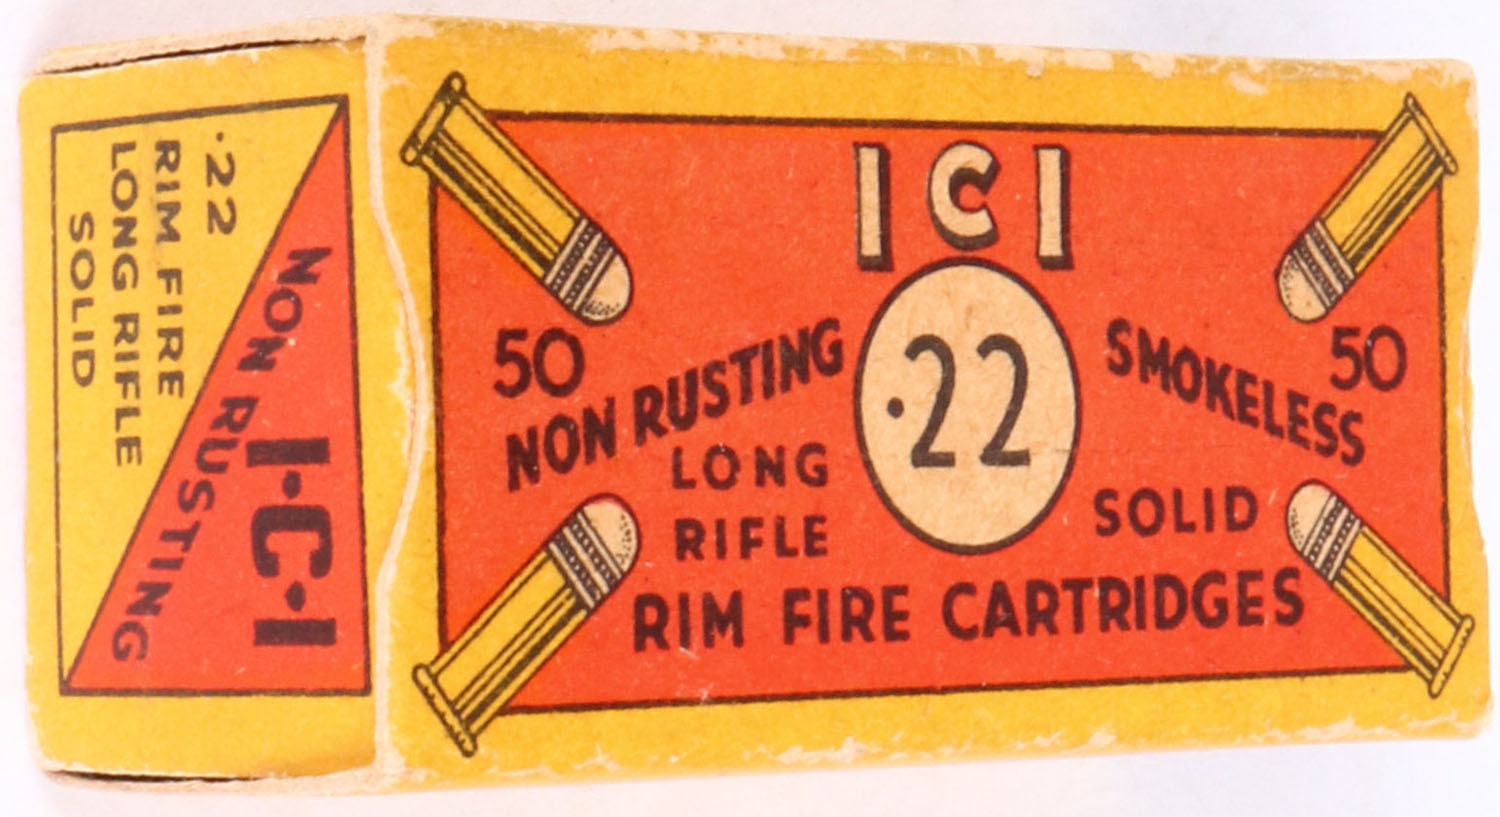 .22
RIM FIRE
LONG RIFLE
SOLID
NON RUSTING
I·C·I
ICI
.22
50
50
NON RUSTING
SMOKELESS
LONG
RIFLE
SOLID
RIM FIRE CARTRIDGES